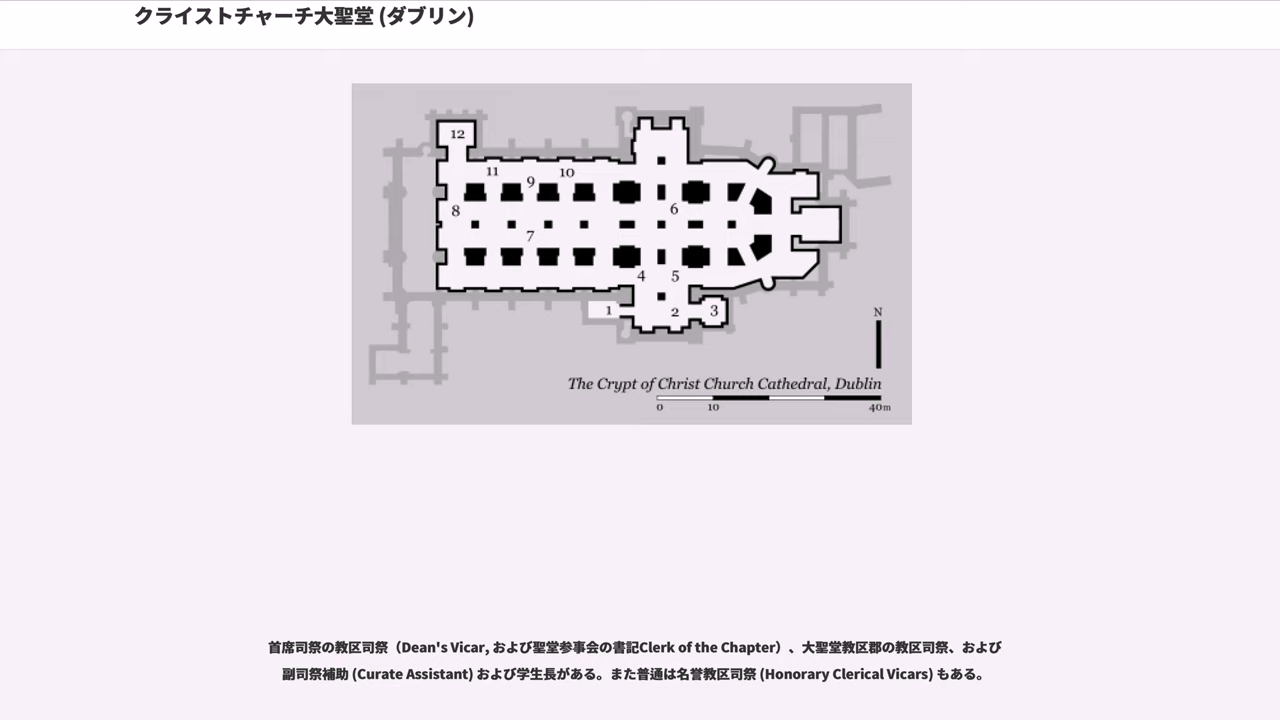 クライストチャーチ大聖堂 (ダブリン)
12
11
9
10
8
6
7
4
5
1
2
3
N
The Crypt of Christ Church Cathedral, Dublin
0 10 40m
首席司祭の教区司祭（Dean's Vicar, および聖堂参事会の書記Clerk of the Chapter）、大聖堂教区郡の教区司祭、および
副司祭補助 (Curate Assistant) および学生長がある。また普通は名誉教区司祭 (Honorary Clerical Vicars) もある。